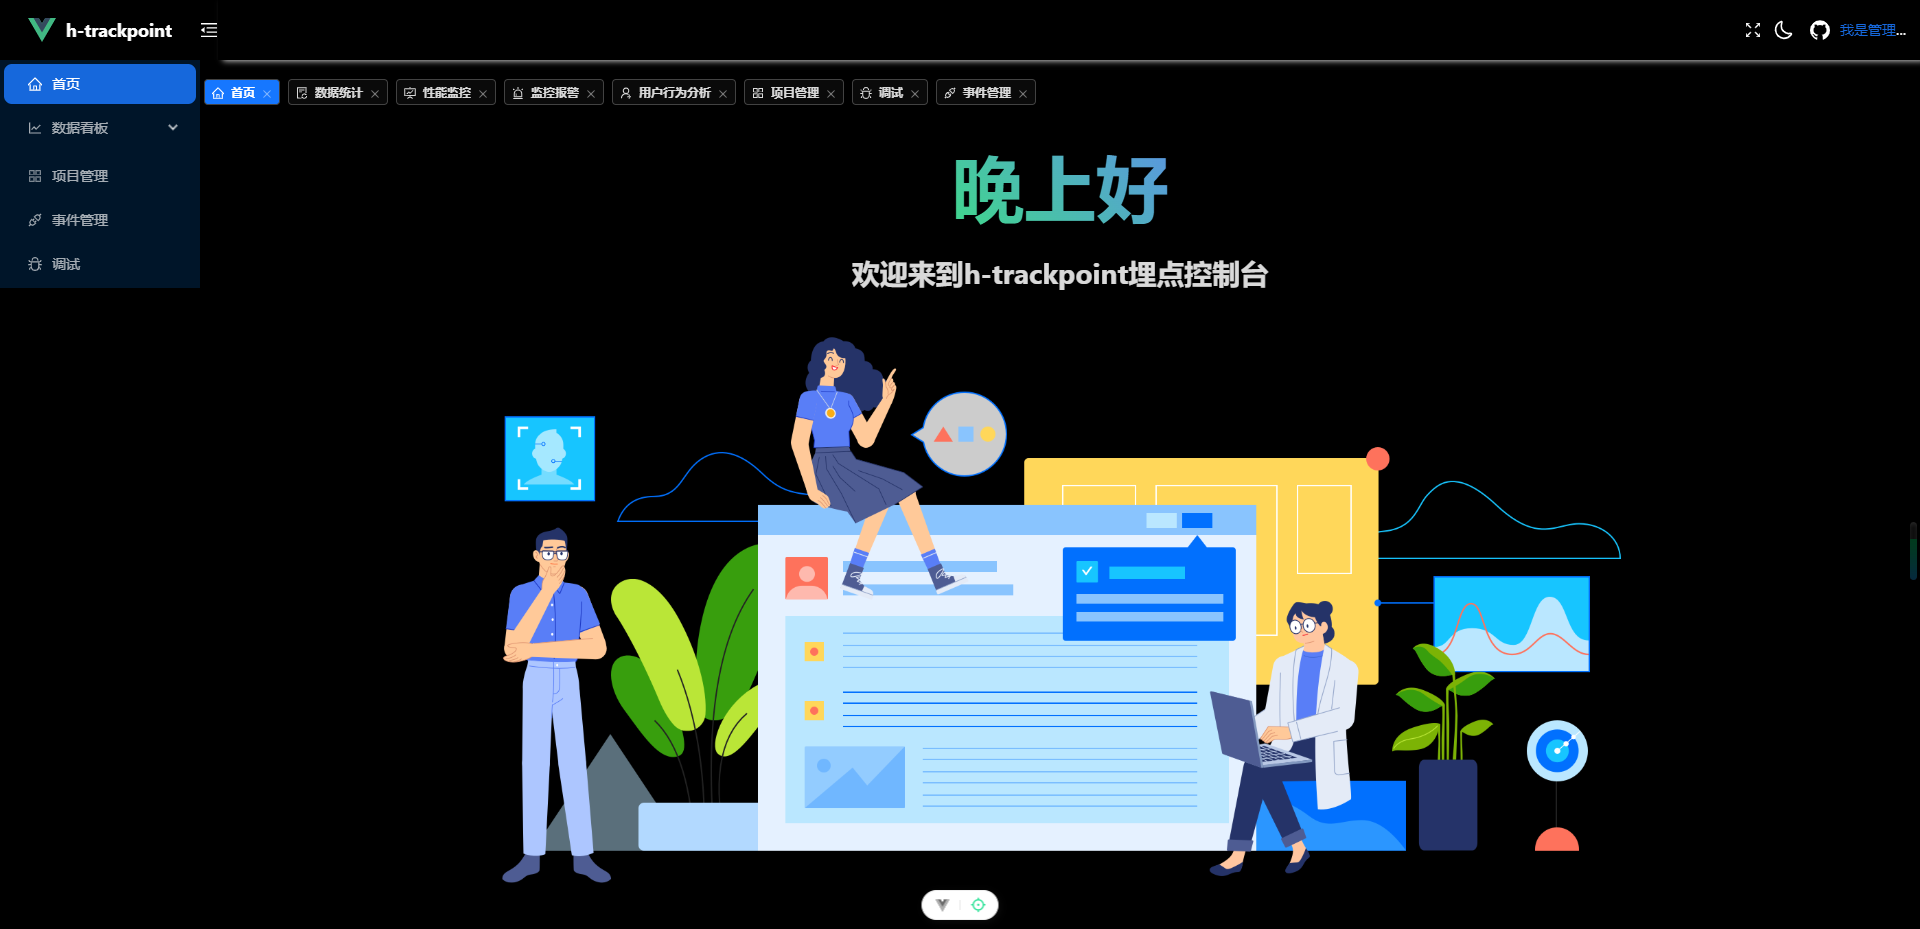 h-trackpoint
我是管理...
首页
数据看板
项目管理
事件管理
调试
首页
数据统计
性能监控
监控报警
用户行为分析
项目管理
调试
事件管理
晚上好
欢迎来到h-trackpoint埋点控制台